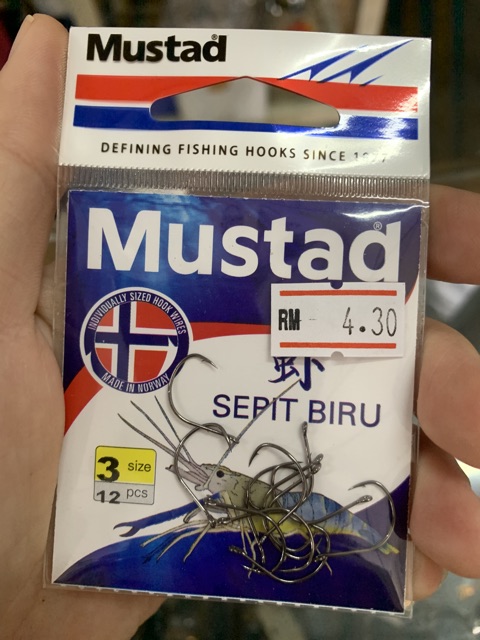 Mustad®
DEFINING FISHING HOOKS SINCE 1877
Mustad®
INDIVIDUALLY SIZED HOOK WIRES
MADE IN NORWAY
RM 4.30
虾
SEPIT BIRU
3 size
12 pcs